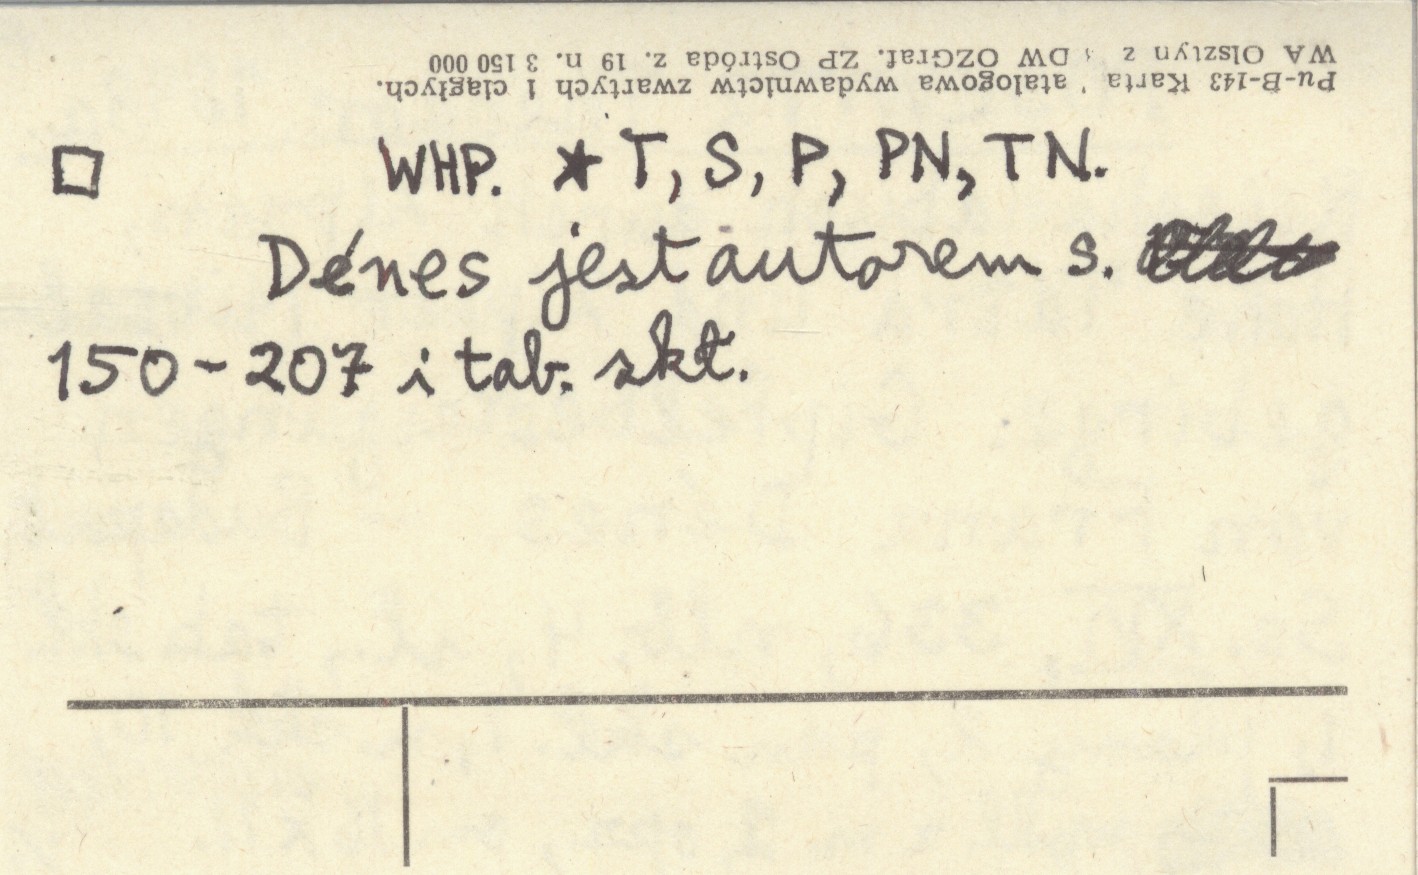 Pu-B-143 Karta katalogowa wydawnictw zwartych i ciągłych.
WA Olsztyn z DW OZGraf. ZP Ostróda z. 19 n. 3 150 000
□ WHP. * T, S, P, PN, TN.
Dénes jest autorem s.
150-207 i tab. skł.